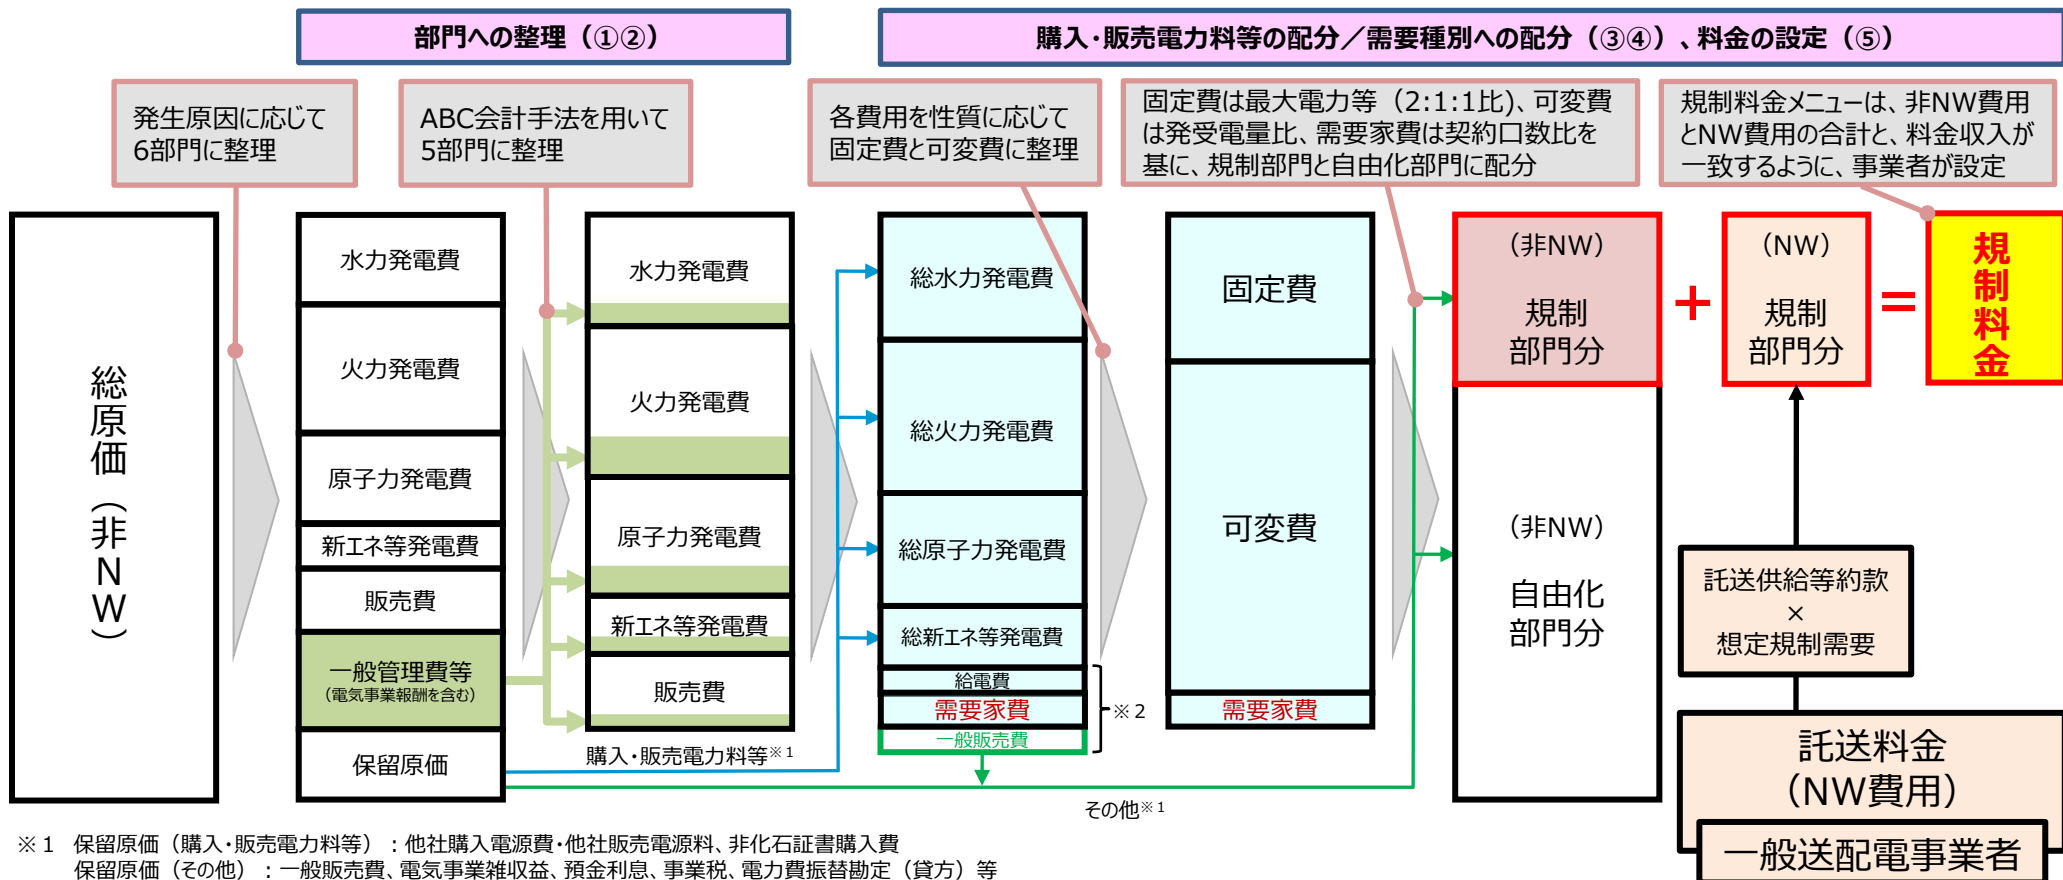 部門への整理（①②）
購入・販売電力料等の配分／需要種別への配分（③④）、料金の設定（⑤）
発生原因に応じて
6部門に整理
ABC会計手法を用いて
5部門に整理
各費用を性質に応じて
固定費と可変費に整理
固定費は最大電力等（2:1:1比）、可変費
は発受電量比、需要家費は契約口数比を
基に、規制部門と自由化部門に配分
規制料金メニューは、非NW費用
とNW費用の合計と、料金収入が
一致するように、事業者が設定
総原価（非NW）
水力発電費
火力発電費
原子力発電費
新エネ等発電費
販売費
一般管理費等
（電気事業報酬を含む）
保留原価
水力発電費
火力発電費
原子力発電費
新エネ等発電費
販売費
購入・販売電力料等※1
総水力発電費
総火力発電費
総原子力発電費
総新エネ等発電費
給電費
需要家費
一般販売費
※2
固定費
可変費
需要家費
その他※1
（非NW）
規制
部門分
（非NW）
自由化
部門分
＋
（NW）
規制
部門分
＝
規制料金
託送供給等約款
×
想定規制需要
託送料金
（NW費用）
一般送配電事業者
※1 保留原価（購入・販売電力料等）：他社購入電源費・他社販売電源料、非化石証書購入費
保留原価（その他）：一般販売費、電気事業雑収益、預金利息、事業税、電力費振替勘定（貸方）等